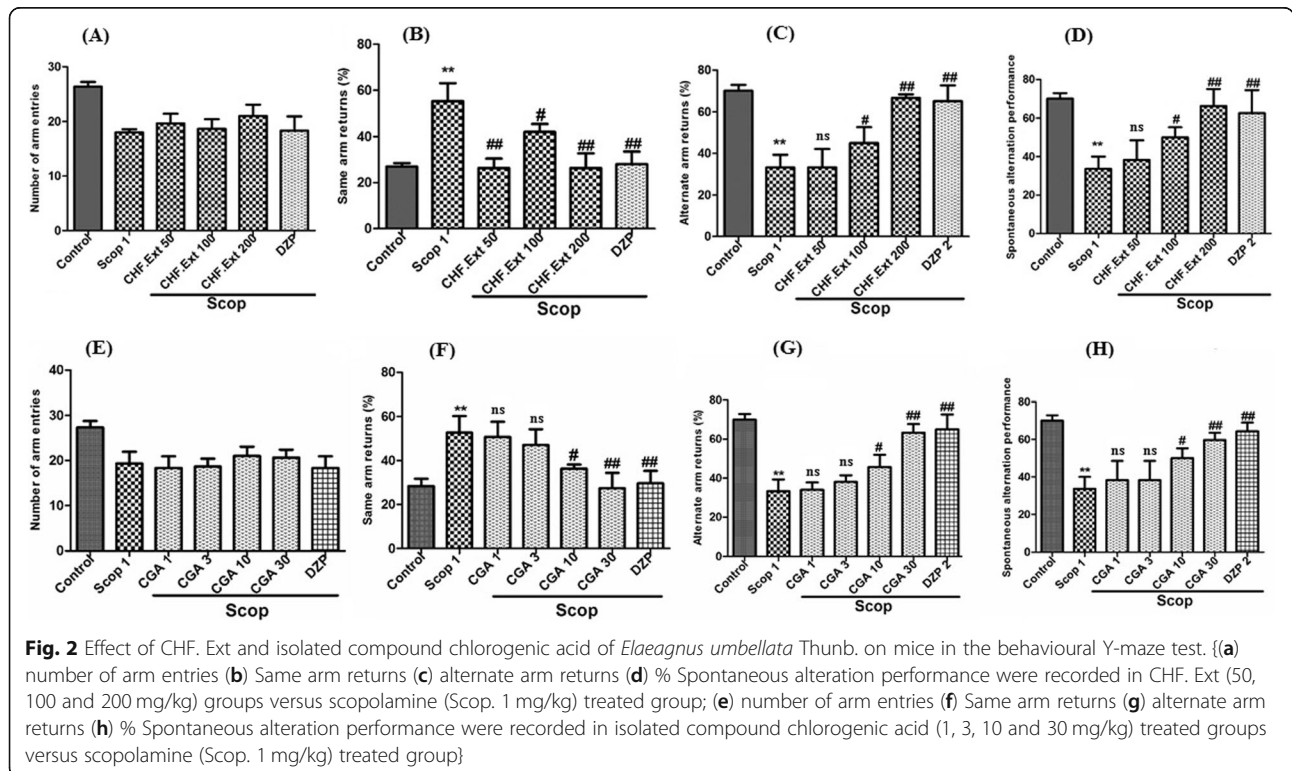 (A)
Number of arm entries
30
20
10
0
Control
Scop 1
CHF.Ext 50
CHF.Ext 100
CHF.Ext 200
DZP
Scop
(B)
Same arm returns (%)
80
60
40
20
0
**
##
#
##
##
Control
Scop 1
CHF.Ext 50
CHF.Ext 100
CHF.Ext 200
DZP
Scop
(C)
Alternate arm returns (%)
80
60
40
20
0
**
ns
#
##
##
Control
Scop 1
CHF.Ext 50
CHF.Ext 100
CHF.Ext 200
DZP 2
Scop
(D)
Spontaneous alternation performance
80
60
40
20
0
**
ns
#
##
##
Control
Scop 1
CHF.Ext 50
CHF. Ext 100
CHF.Ext 200
DZP 2
Scop
(E)
Number of arm entries
40
30
20
10
0
Control
Scop 1
CGA 1
CGA 3
CGA 10
CGA 30
DZP
Scop
(F)
Same arm returns (%)
80
60
40
20
0
**
ns
ns
#
##
##
Control
Scop 1
CGA 1
CGA 3
CGA 10
CGA 30
DZP
Scop
(G)
Alternate arm returns (%)
80
60
40
20
0
**
ns
ns
#
##
##
Control
Scop 1
CGA 1
CGA 3
CGA 10
CGA 30
DZP 2
Scop
(H)
Spontaneous alternation performance
80
60
40
20
0
**
ns
ns
#
##
##
Control
Scop 1
CGA 1
CGA 3
CGA 10
CGA 30
DZP 2
Scop
Fig. 2 Effect of CHF. Ext and isolated compound chlorogenic acid of Elaeagnus umbellata Thunb. on mice in the behavioural Y-maze test. {(a)
number of arm entries (b) Same arm returns (c) alternate arm returns (d) % Spontaneous alteration performance were recorded in CHF. Ext (50,
100 and 200 mg/kg) groups versus scopolamine (Scop. 1 mg/kg) treated group; (e) number of arm entries (f) Same arm returns (g) alternate arm
returns (h) % Spontaneous alteration performance were recorded in isolated compound chlorogenic acid (1, 3, 10 and 30 mg/kg) treated groups
versus scopolamine (Scop. 1 mg/kg) treated group}